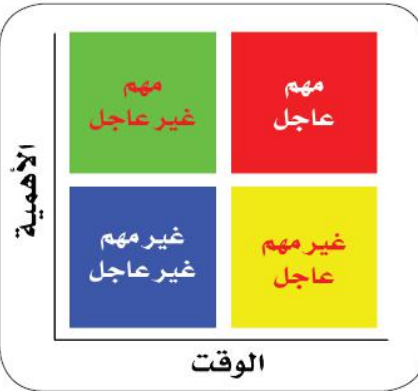 مهم
عاجل
مهم
غير عاجل
غير مهم
عاجل
غير مهم
غير عاجل
الأهمية
الوقت